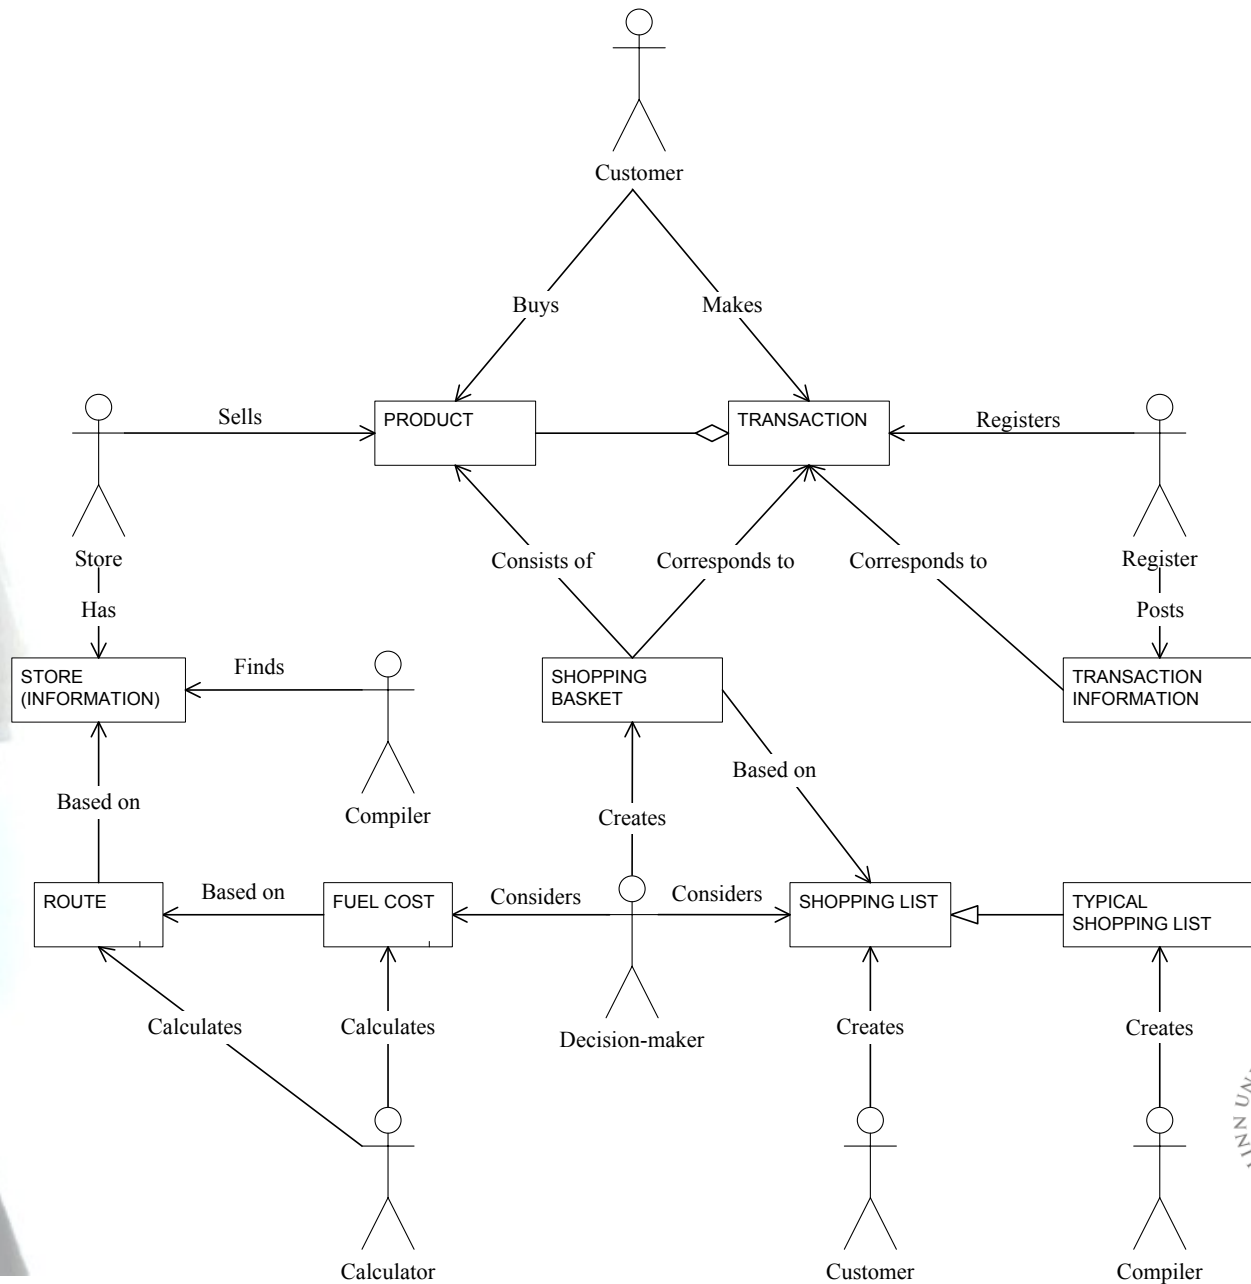 Customer
Buys
Makes
Sells
PRODUCT
TRANSACTION
Registers
Store
Consists of
Corresponds to
Corresponds to
Register
Has
Posts
STORE
(INFORMATION)
Finds
SHOPPING
BASKET
TRANSACTION
INFORMATION
Based on
Compiler
Creates
Based on
ROUTE
Based on
FUEL COST
Considers
Considers
SHOPPING LIST
TYPICAL
SHOPPING LIST
Calculates
Calculates
Decision-maker
Creates
Creates
Calculator
Customer
Compiler